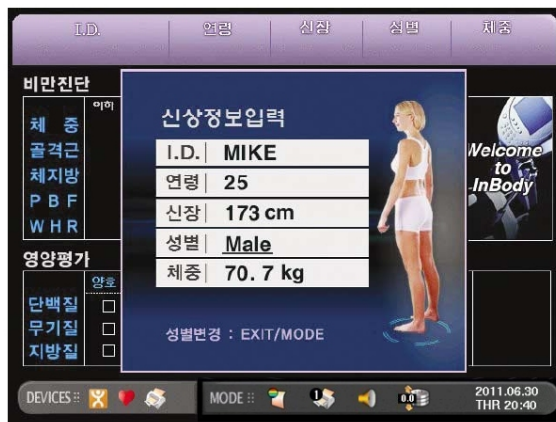 I.D. 연령 신장 성별 체중
비만진단
이하
체 중
골격근
체지방
P B F
W H R
영양평가
양호
단백질
무기질
지방질
신상정보입력
I.D. MIKE
연령 25
신장 173 cm
성별 Male
체중 70. 7 kg
성별변경 : EXIT/MODE
Welcome
to
InBody
DEVICES :: MODE :: 1 0.0
2011.06.30
THR 20:40